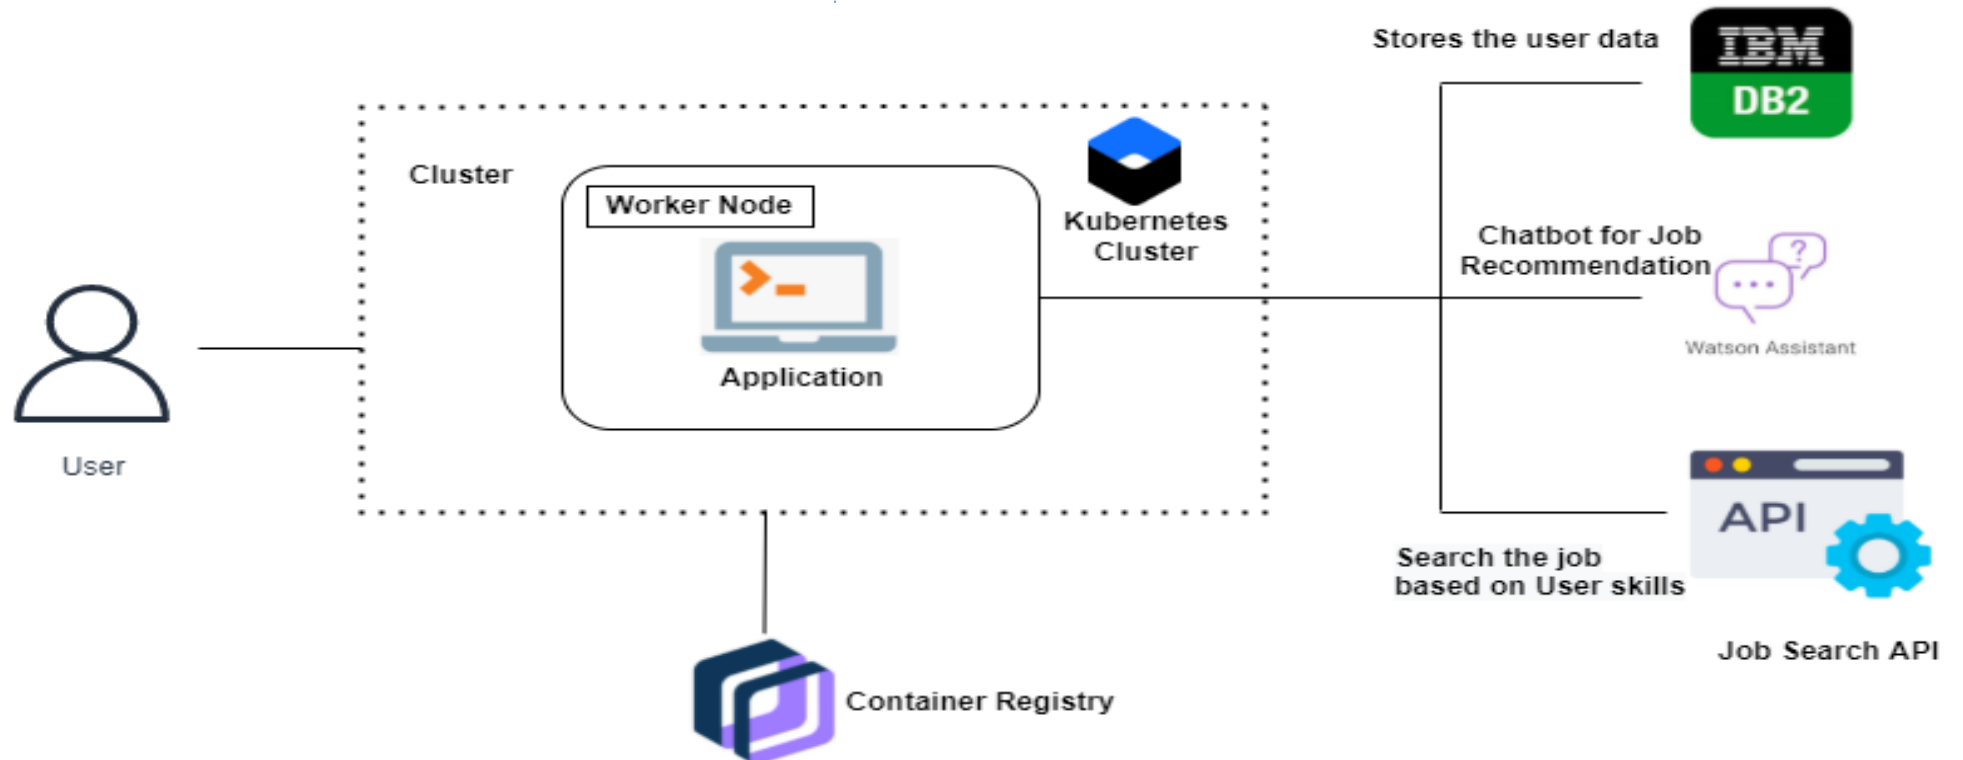 Stores the user data
IBM
DB2
Cluster
Worker Node
Kubernetes
Cluster
Application
Chatbot for Job
Recommendation
?
Watson Assistant
User
API
Search the job
based on User skills
Job Search API
Container Registry